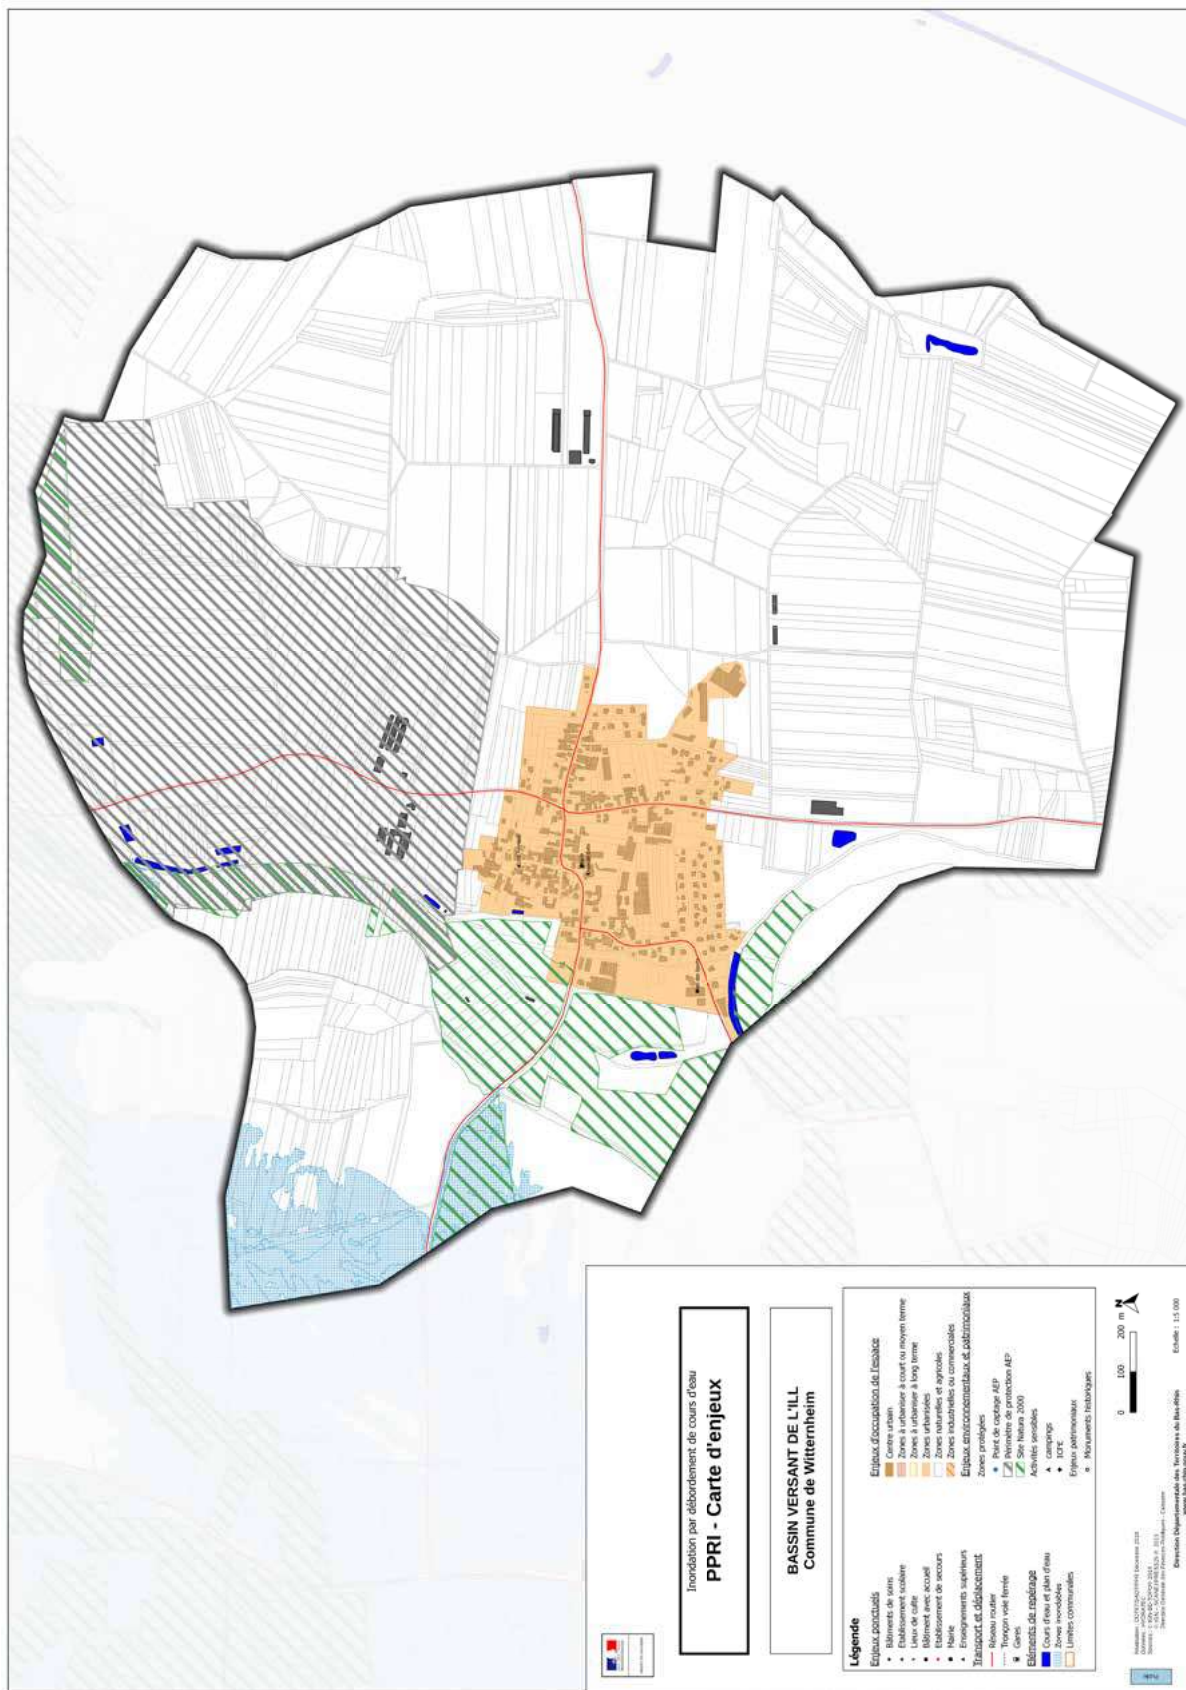 Inondation par débordement de cours d'eau
PPRI - Carte d'enjeux
BASSIN VERSANT DE L'ILL
Commune de Witternheim
Légende
Enjeux ponctuels
Bâtiments de soins
Etablissement scolaire
Lieux de culte
Bâtiment avec accueil
Etablissement de secours
Mairie
Enseignements supérieurs
Transport et déplacement
Réseau routier
Tronçon voie ferrée
Gares
Eléments de repérage
Cours d'eau et plan d'eau
Zones inondables
Limites communales
Enjeux d'occupation de l'espace
Centre urbain
Zones à urbaniser à court ou moyen terme
Zones à urbaniser à long terme
Zones urbanisées
Zones naturelles et agricoles
Zones industrielles ou commerciales
Enjeux environnementaux et patrimoniaux
Zones protégées
Point de captage AEP
Périmètre de protection AEP
Site Natura 2000
Activités sensibles
campings
ICPE
Enjeux patrimoniaux
Monuments historiques
0 100 200 m
N
Direction Départementale des Territoires du Bas-Rhin
Echelle : 1:5 000